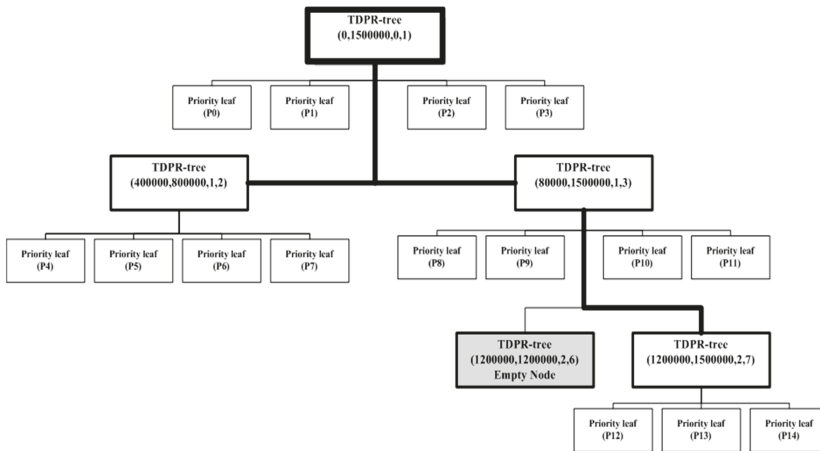 TDPR-tree
(0,1500000,0,1)
Priority leaf
(P0)
Priority leaf
(P1)
Priority leaf
(P2)
Priority leaf
(P3)
TDPR-tree
(400000,800000,1,2)
TDPR-tree
(80000,1500000,1,3)
Priority leaf
(P4)
Priority leaf
(P5)
Priority leaf
(P6)
Priority leaf
(P7)
Priority leaf
(P8)
Priority leaf
(P9)
Priority leaf
(P10)
Priority leaf
(P11)
TDPR-tree
(1200000,1200000,2,6)
Empty Node
TDPR-tree
(1200000,1500000,2,7)
Priority leaf
(P12)
Priority leaf
(P13)
Priority leaf
(P14)